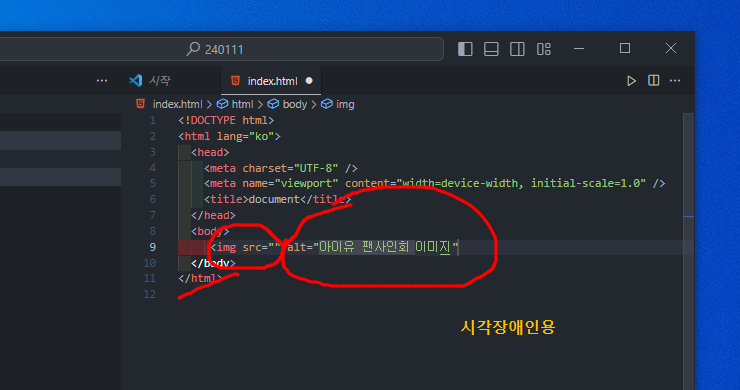 240111
시작 index.html
index.html > html > body > img
1 <!DOCTYPE html>
2 <html lang="ko">
3 <head>
4 <meta charset="UTF-8" />
5 <meta name="viewport" content="width=device-width, initial-scale=1.0" />
6 <title>document</title>
7 </head>
8 <body>
9 <img src="" alt="아이유 팬사인회 이미지"
10 </body>
11 </html>
12
시각장애인용